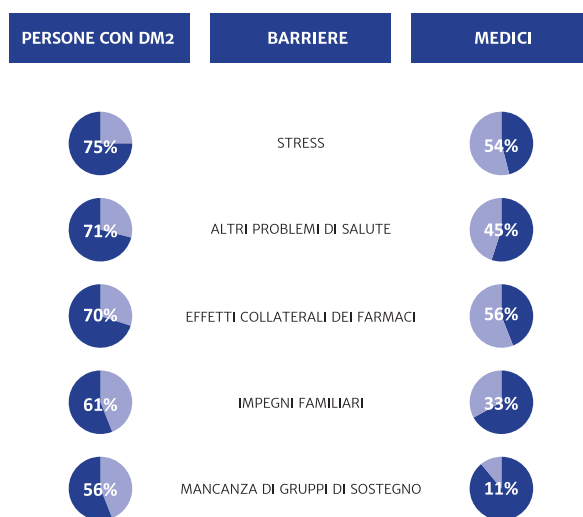 PERSONE CON DM2 BARRIERE MEDICI
75% STRESS 54%
71% ALTRI PROBLEMI DI SALUTE 45%
70% EFFETTI COLLATERALI DEI FARMACI 56%
61% IMPEGNI FAMILIARI 33%
56% MANCANZA DI GRUPPI DI SOSTEGNO 11%